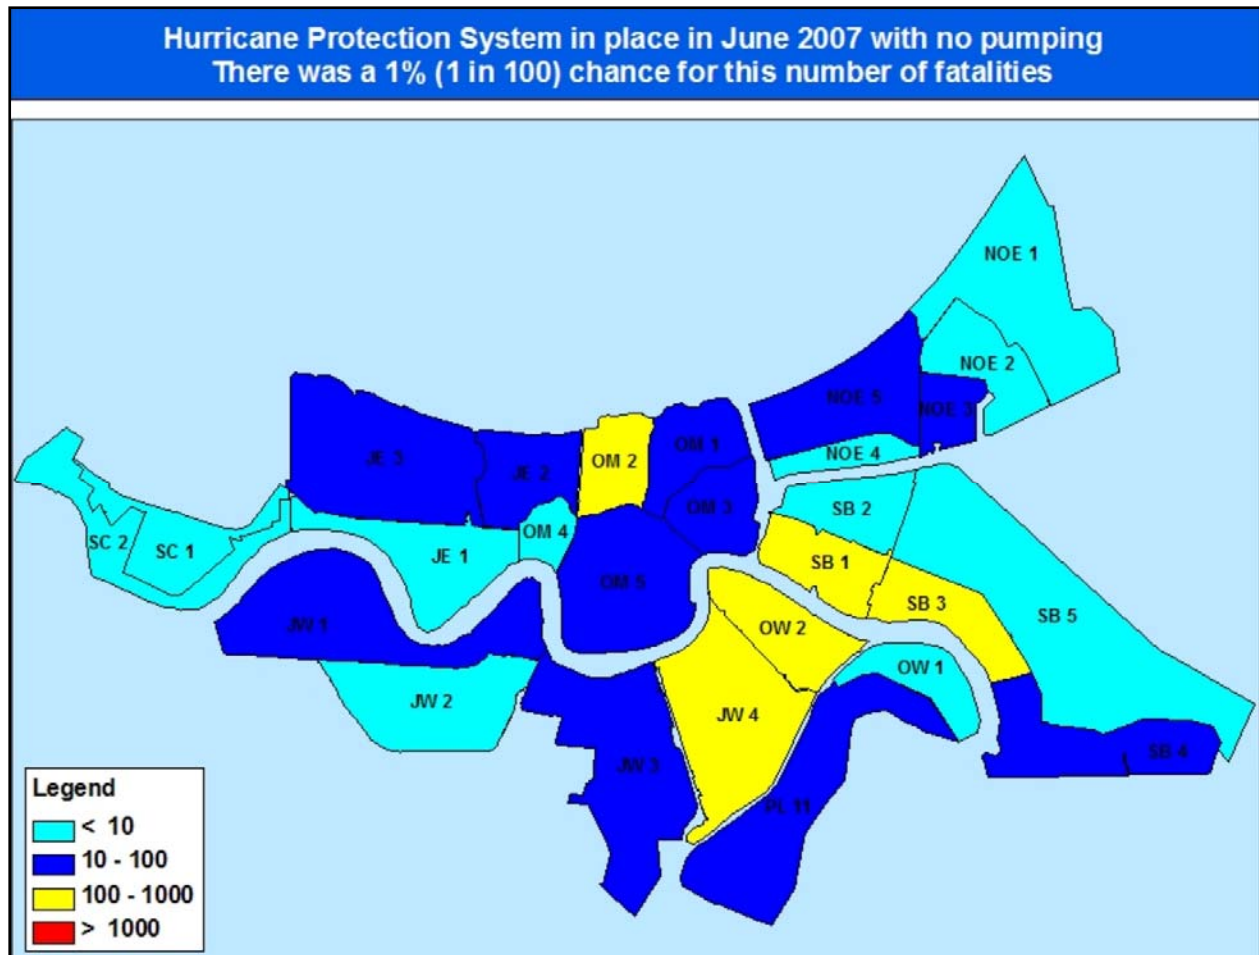 Hurricane Protection System in place in June 2007 with no pumping
There was a 1% (1 in 100) chance for this number of fatalities
NOE 1
NOE 2
NOE 5
NOE 3
OM 1
JE 3
JE 2
OM 2
NOE 4
OM 3
SB 2
OM 4
SC 2
SC 1
JE 1
SB 1
OM 5
SB 3
SB 5
JW 1
OW 2
OW 1
JW 2
JW 4
SB 4
JW 3
PL 11
Legend
< 10
10 - 100
100 - 1000
> 1000